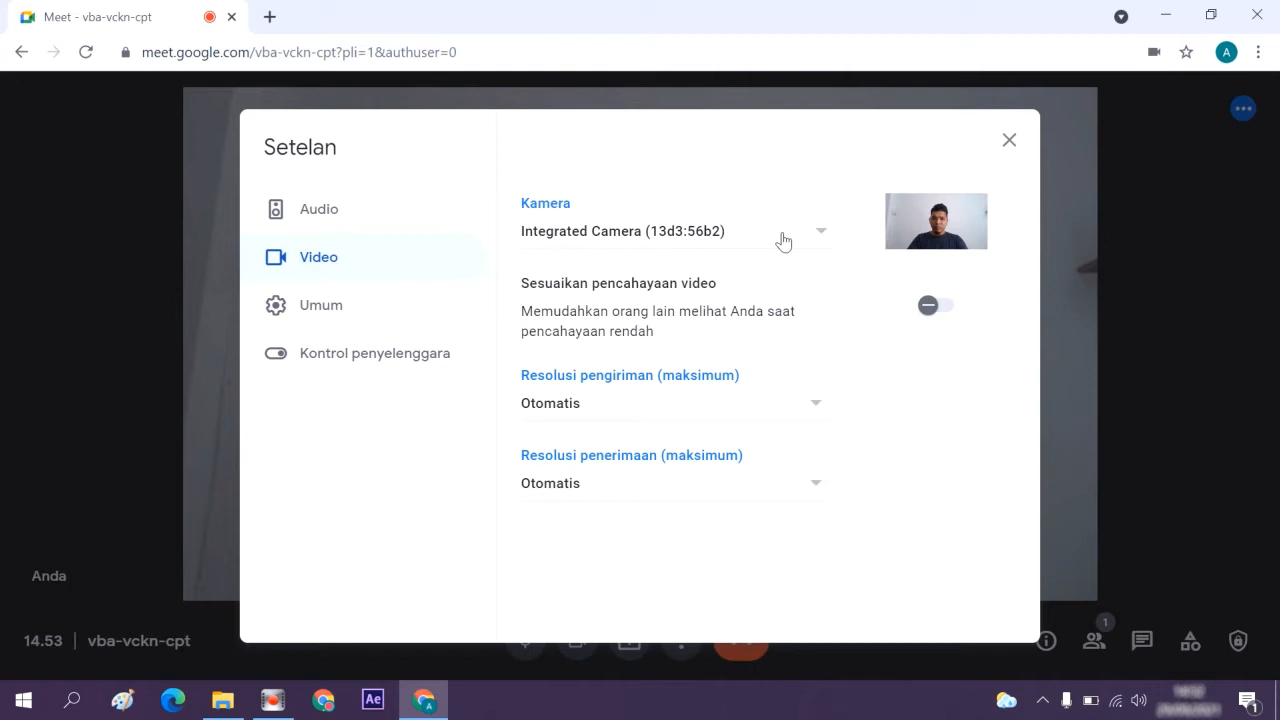 Meet - vba-vckn-cpt
meet.google.com/vba-vckn-cpt?pli=1&authuser=0
A
Setelan
Audio
Video
Umum
Kontrol penyelenggara
Kamera
Integrated Camera (13d3:56b2)
Sesuaikan pencahayaan video
Memudahkan orang lain melihat Anda saat
pencahayaan rendah
Resolusi pengiriman (maksimum)
Otomatis
Resolusi penerimaan (maksimum)
Otomatis
Anda
14.53 | vba-vckn-cpt
1
Ae
A
1